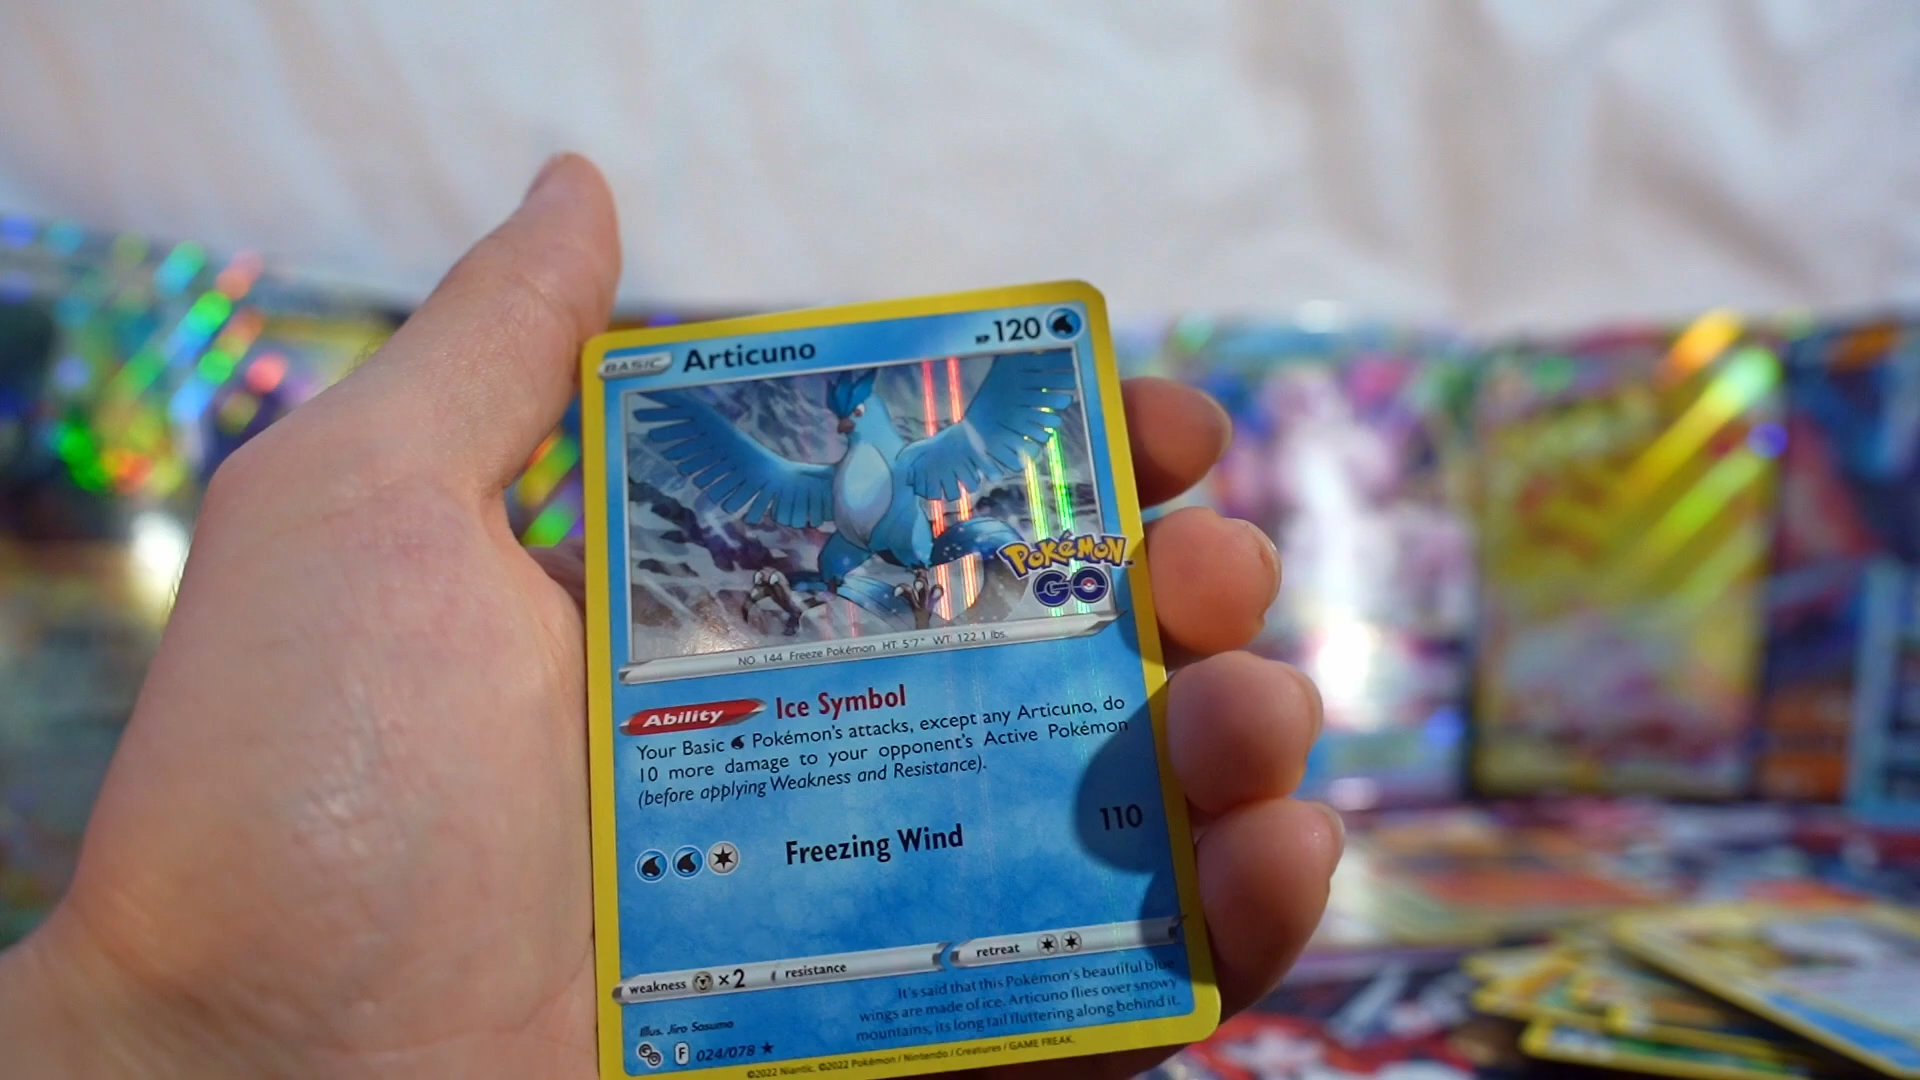 BASIC Articuno HP 120
POKéMON
GO
NO. 144 Freeze Pokémon HT: 5'7" WT: 122.1 lbs.
Ability Ice Symbol
Your Basic Pokémon's attacks, except any Articuno, do
10 more damage to your opponent's Active Pokémon
(before applying Weakness and Resistance).
Freezing Wind 110
weakness ×2 resistance retreat
It's said that this Pokémon's beautiful blue
wings are made of ice. Articuno flies over snowy
mountains, its long tail fluttering along behind it.
Illus. Jiro Sasumo
F 024/078 ★
©2022 Niantic, ©2022 Pokémon / Nintendo / Creatures / GAME FREAK.